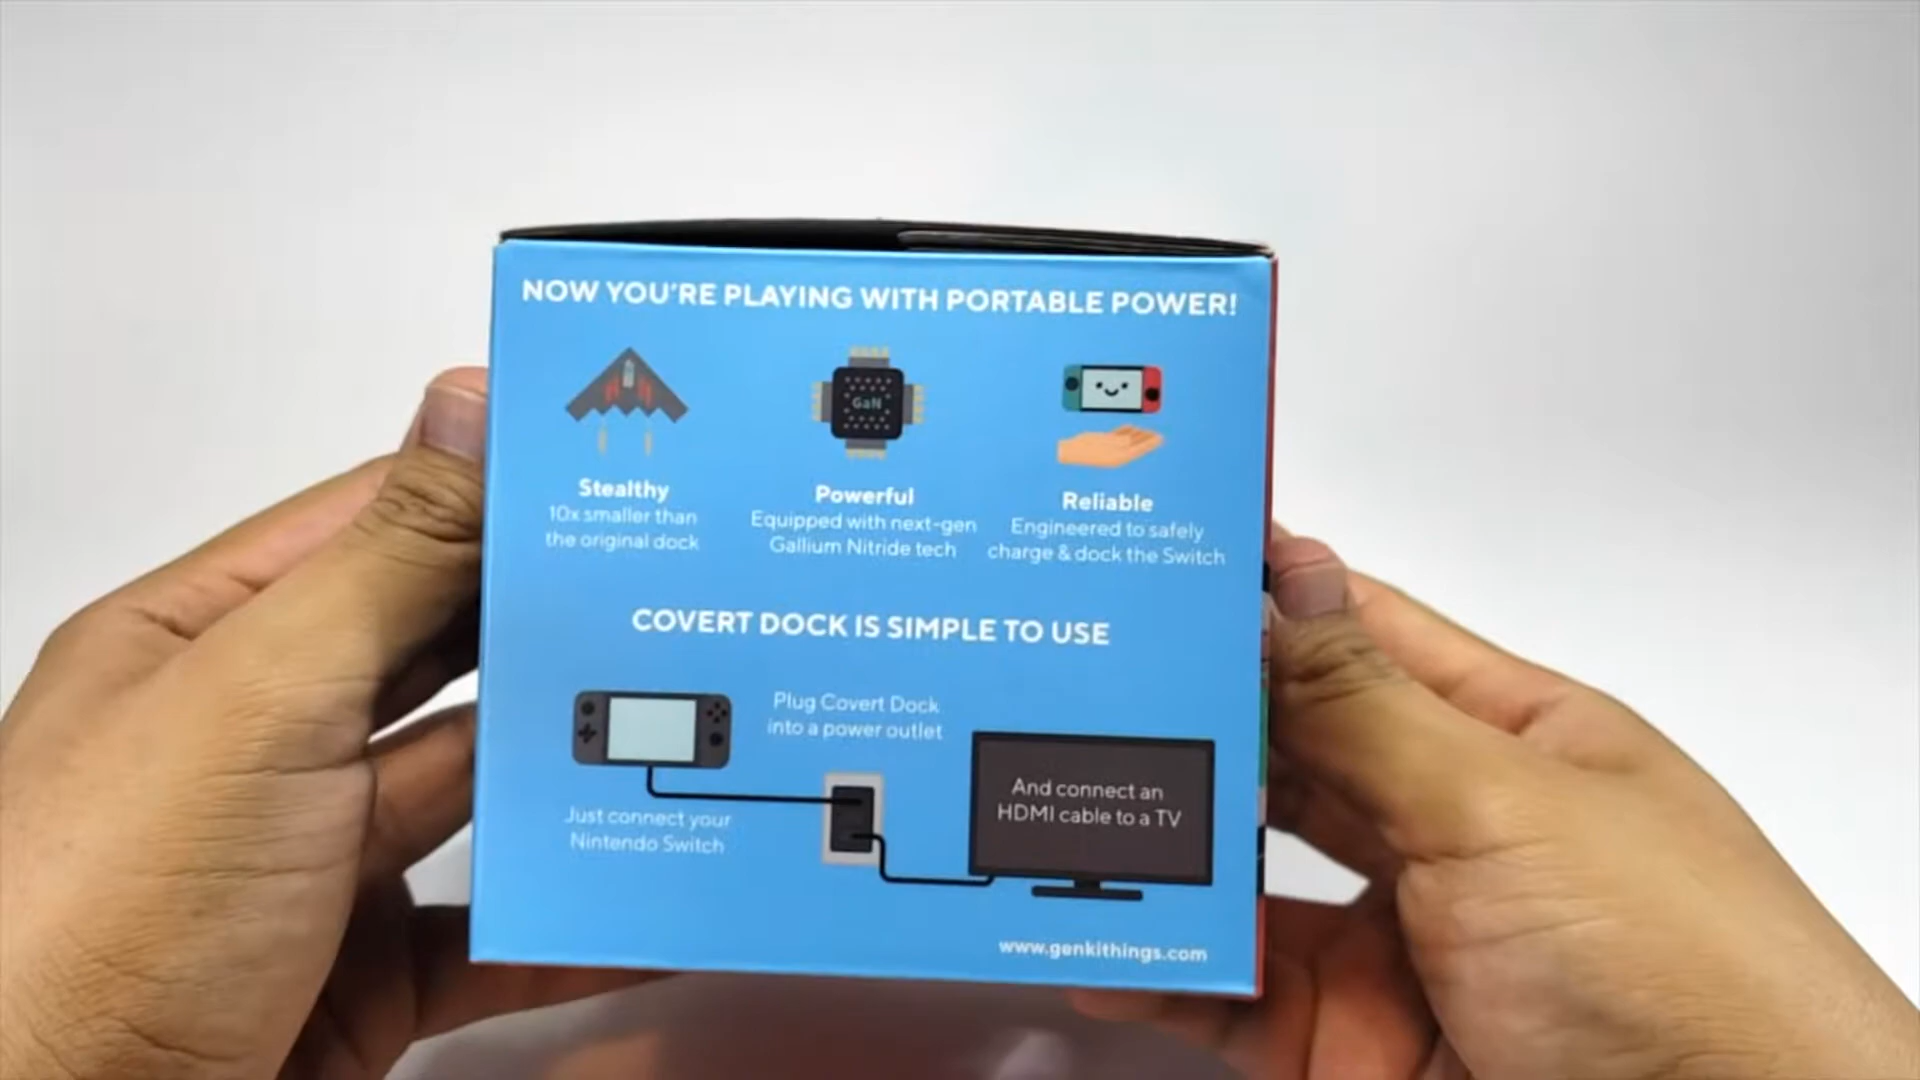 NOW YOU'RE PLAYING WITH PORTABLE POWER!
GaN
Stealthy
10x smaller than
the original dock
Powerful
Equipped with next-gen
Gallium Nitride tech
Reliable
Engineered to safely
charge & dock the Switch
COVERT DOCK IS SIMPLE TO USE
Just connect your
Nintendo Switch
Plug Covert Dock
into a power outlet
And connect an
HDMI cable to a TV
www.genkithings.com